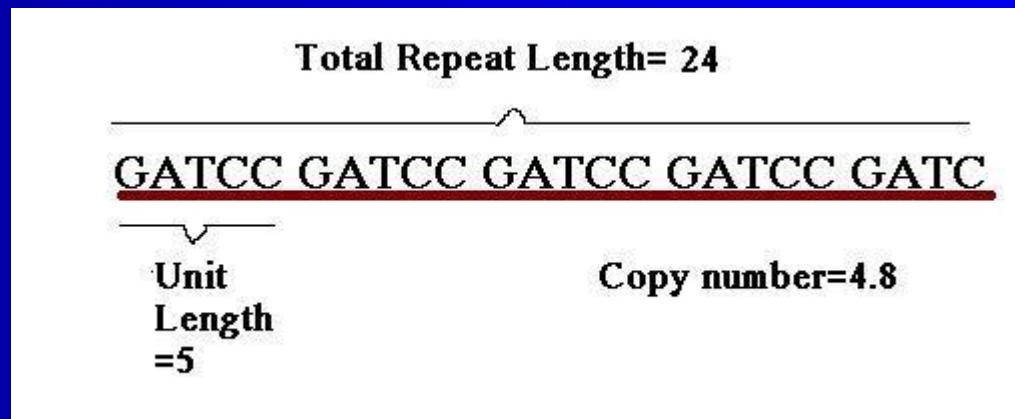 Total Repeat Length= 24
GATCC GATCC GATCC GATCC GATC
Unit
Length
=5
Copy number=4.8